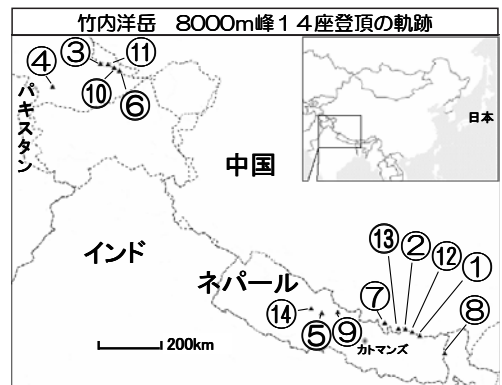 竹内洋岳　8000m峰１４座登頂の軌跡
③ ⑪
④ ⑩ ⑥
パキスタン
中国
日本
インド
ネパール
⑬ ② ⑫ ①
⑦ ⑧
⑭ ⑤ ⑨
カトマンズ
200km